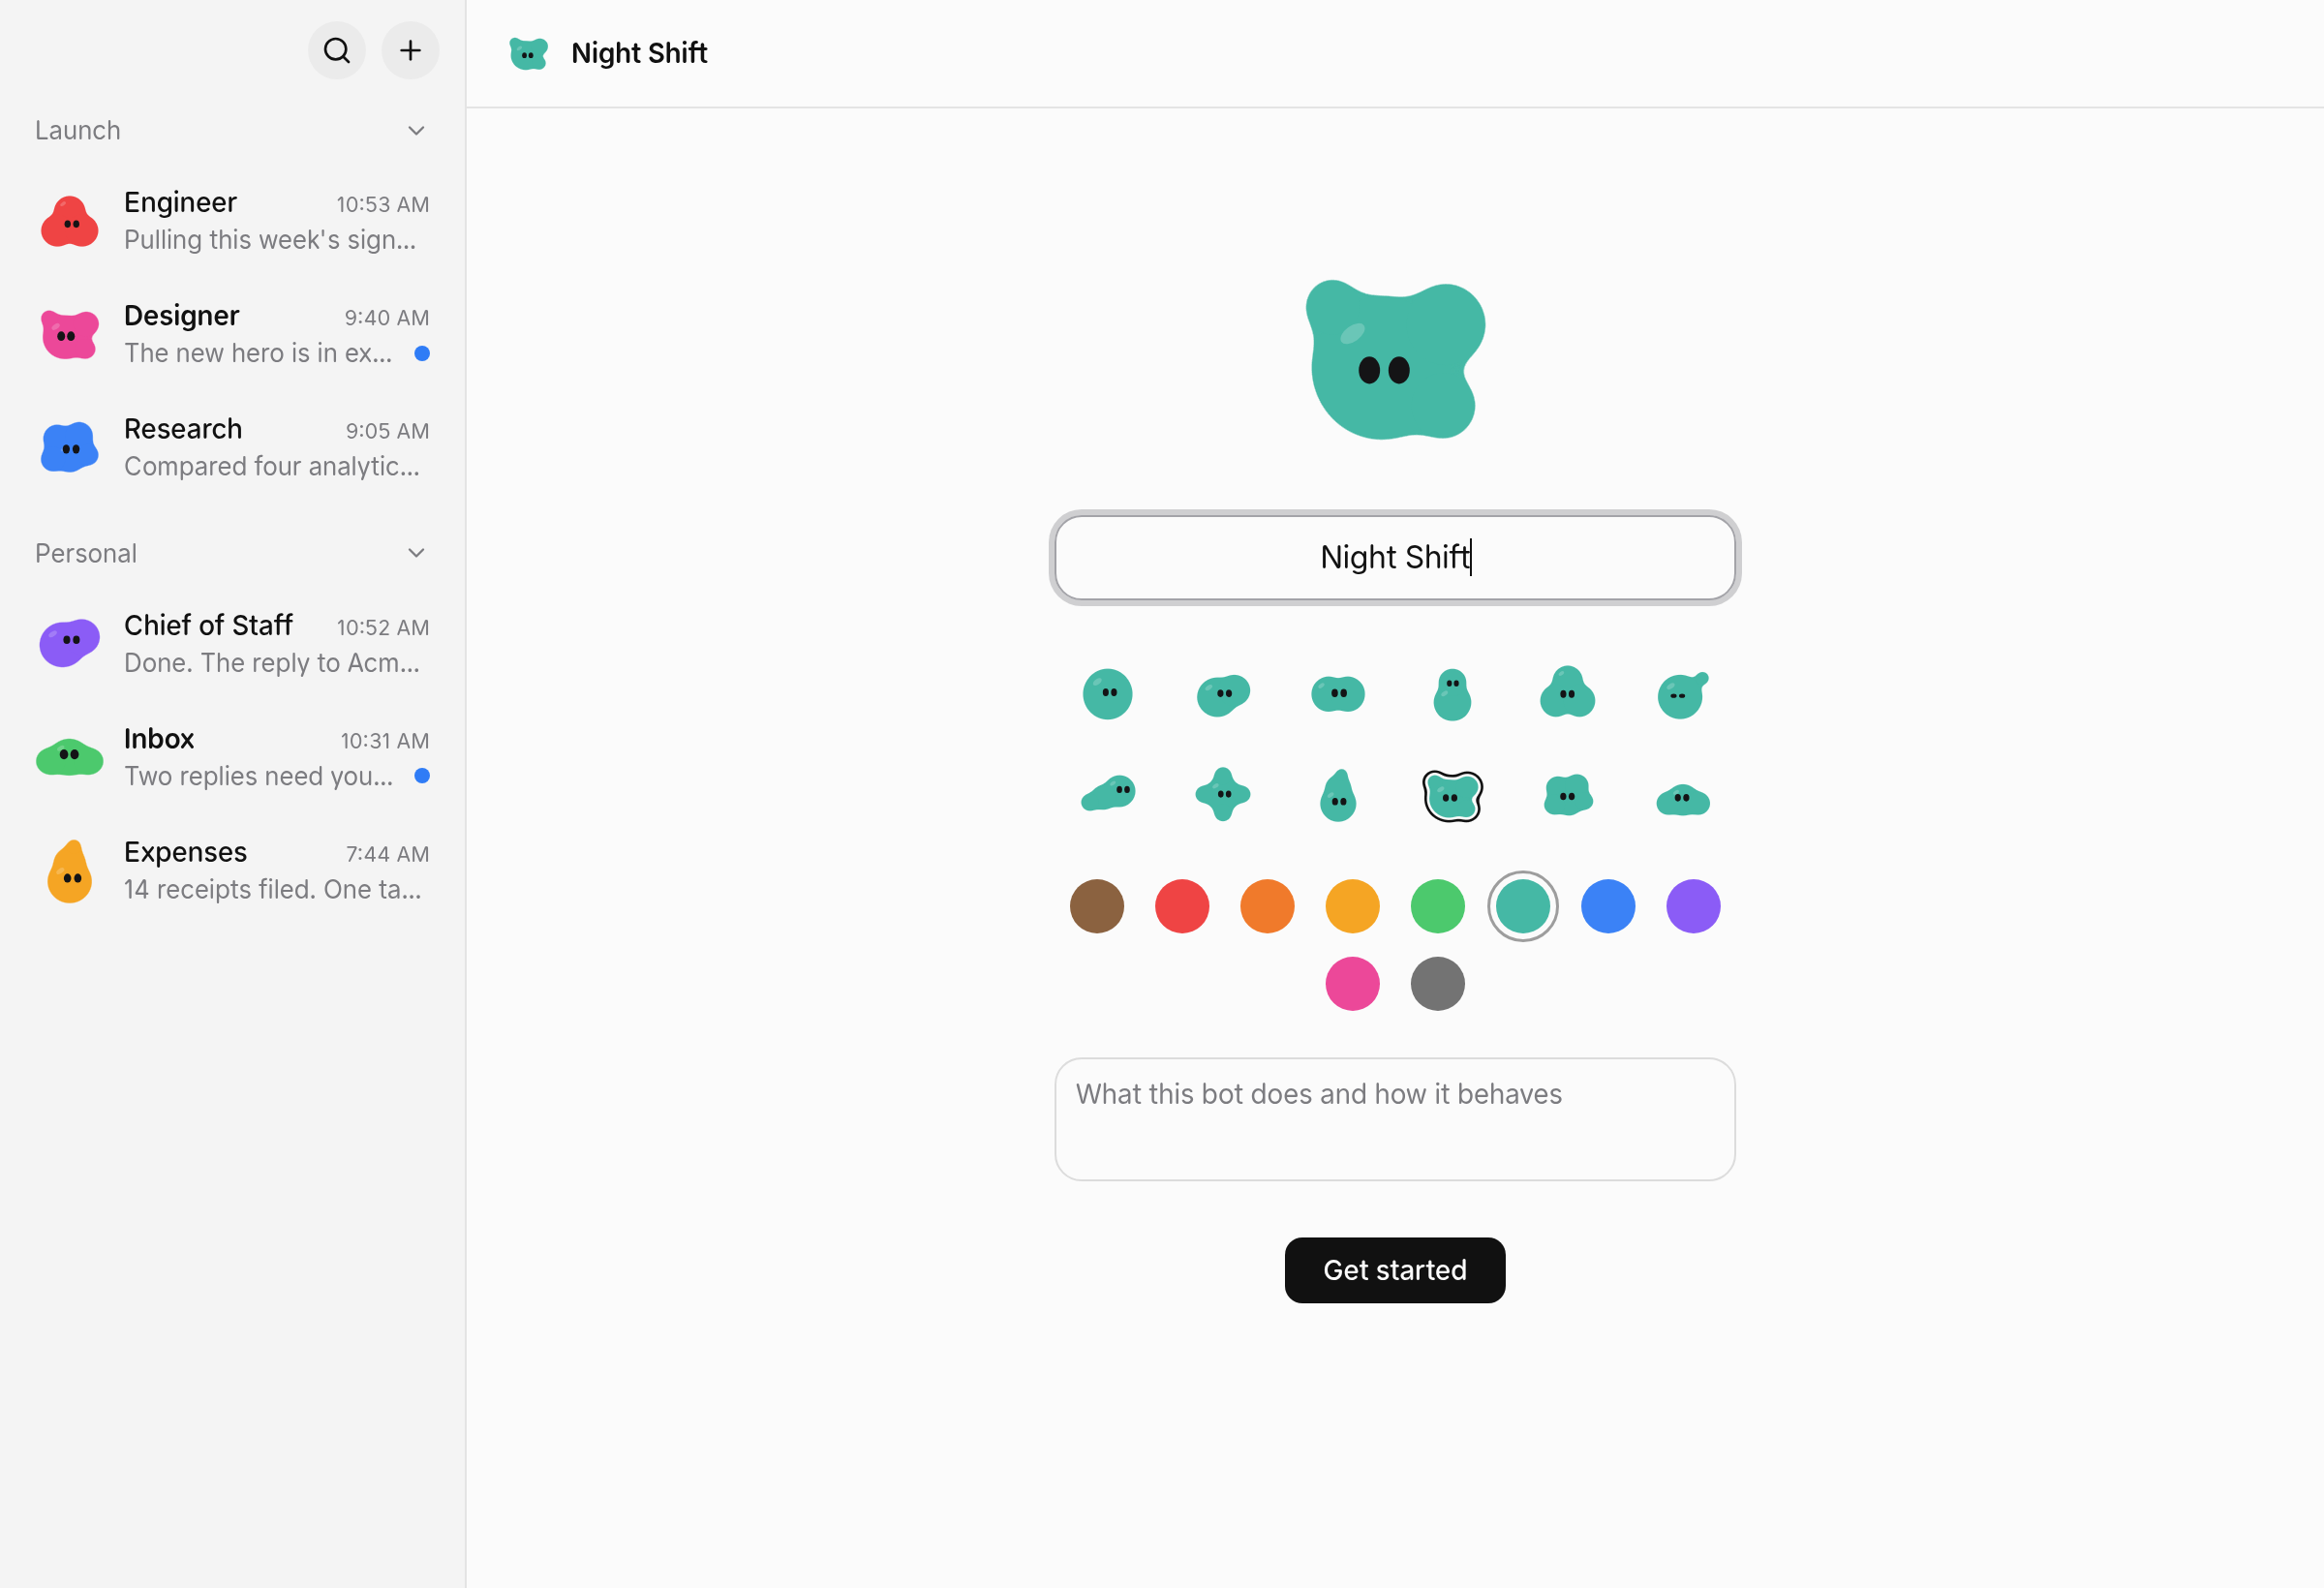 Night Shift
Launch
Engineer 10:53 AM
Pulling this week's sign...
Designer 9:40 AM
The new hero is in ex...
Research 9:05 AM
Compared four analytic...
Personal
Chief of Staff 10:52 AM
Done. The reply to Acm...
Inbox 10:31 AM
Two replies need you...
Expenses 7:44 AM
14 receipts filed. One ta...
Night Shift
What this bot does and how it behaves
Get started